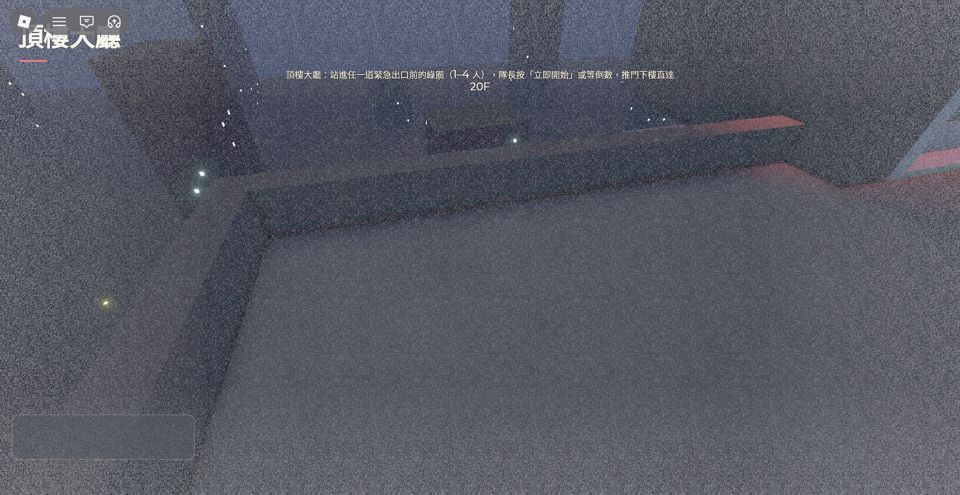 頂樓大廳
頂樓大廳：站進任一道緊急出口前的綠圈（1–4 人），隊長按「立即開始」或等倒數，推門下樓直達
20F